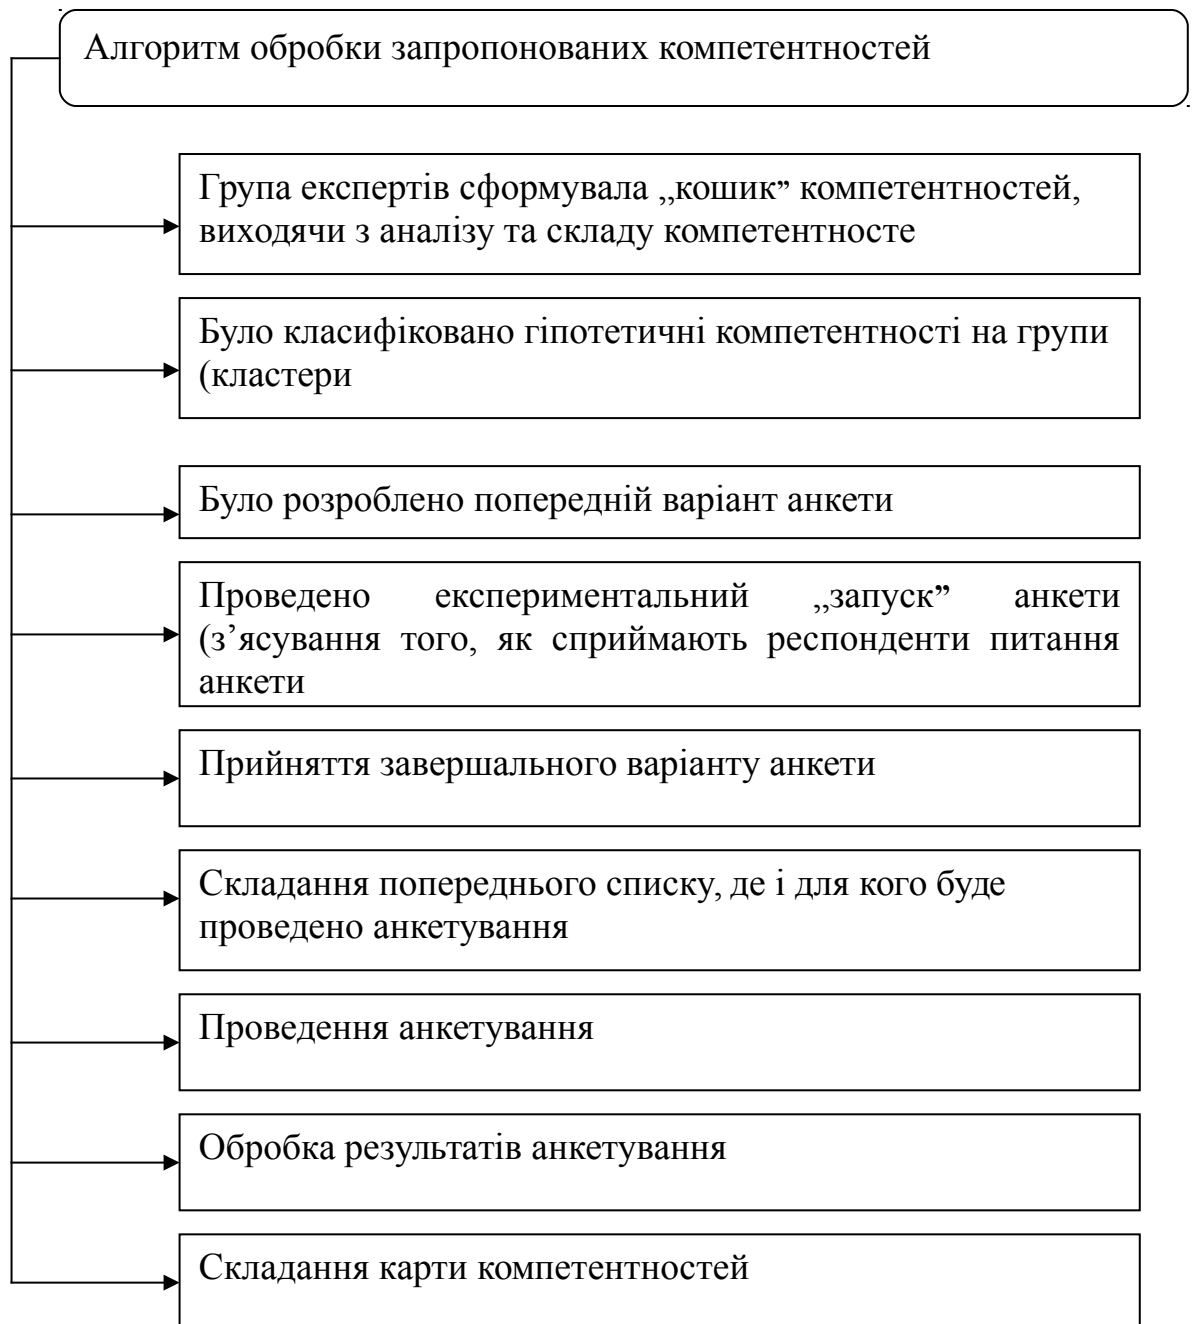 Алгоритм обробки запропонованих компетентностей
Група експертів сформувала „кошик” компетентностей,
виходячи з аналізу та складу компетентносте
Було класифіковано гіпотетичні компетентності на групи
(кластери
Було розроблено попередній варіант анкети
Проведено експериментальний „запуск” анкети
(з’ясування того, як сприймають респонденти питання
анкети
Прийняття завершального варіанту анкети
Складання попереднього списку, де і для кого буде
проведено анкетування
Проведення анкетування
Обробка результатів анкетування
Складання карти компетентностей